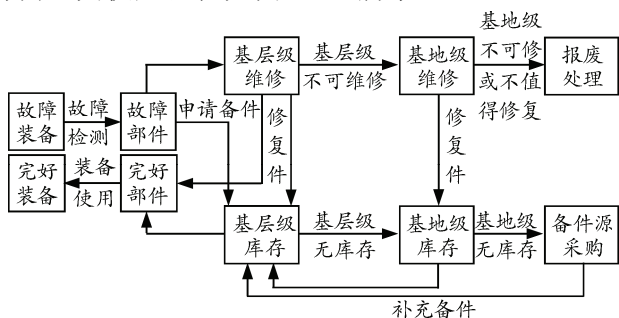 基层级
维修
基层级
不可维修
基地级
维修
基地级
不可修
或不值
得修复
报废
处理
故障
装备
故障
检测
故障
部件
申请备件
修
复
件
修
复
件
完好
装备
装备
使用
完好
部件
基层级
库存
基层级
无库存
基地级
库存
基地级
无库存
备件源
采购
补充备件